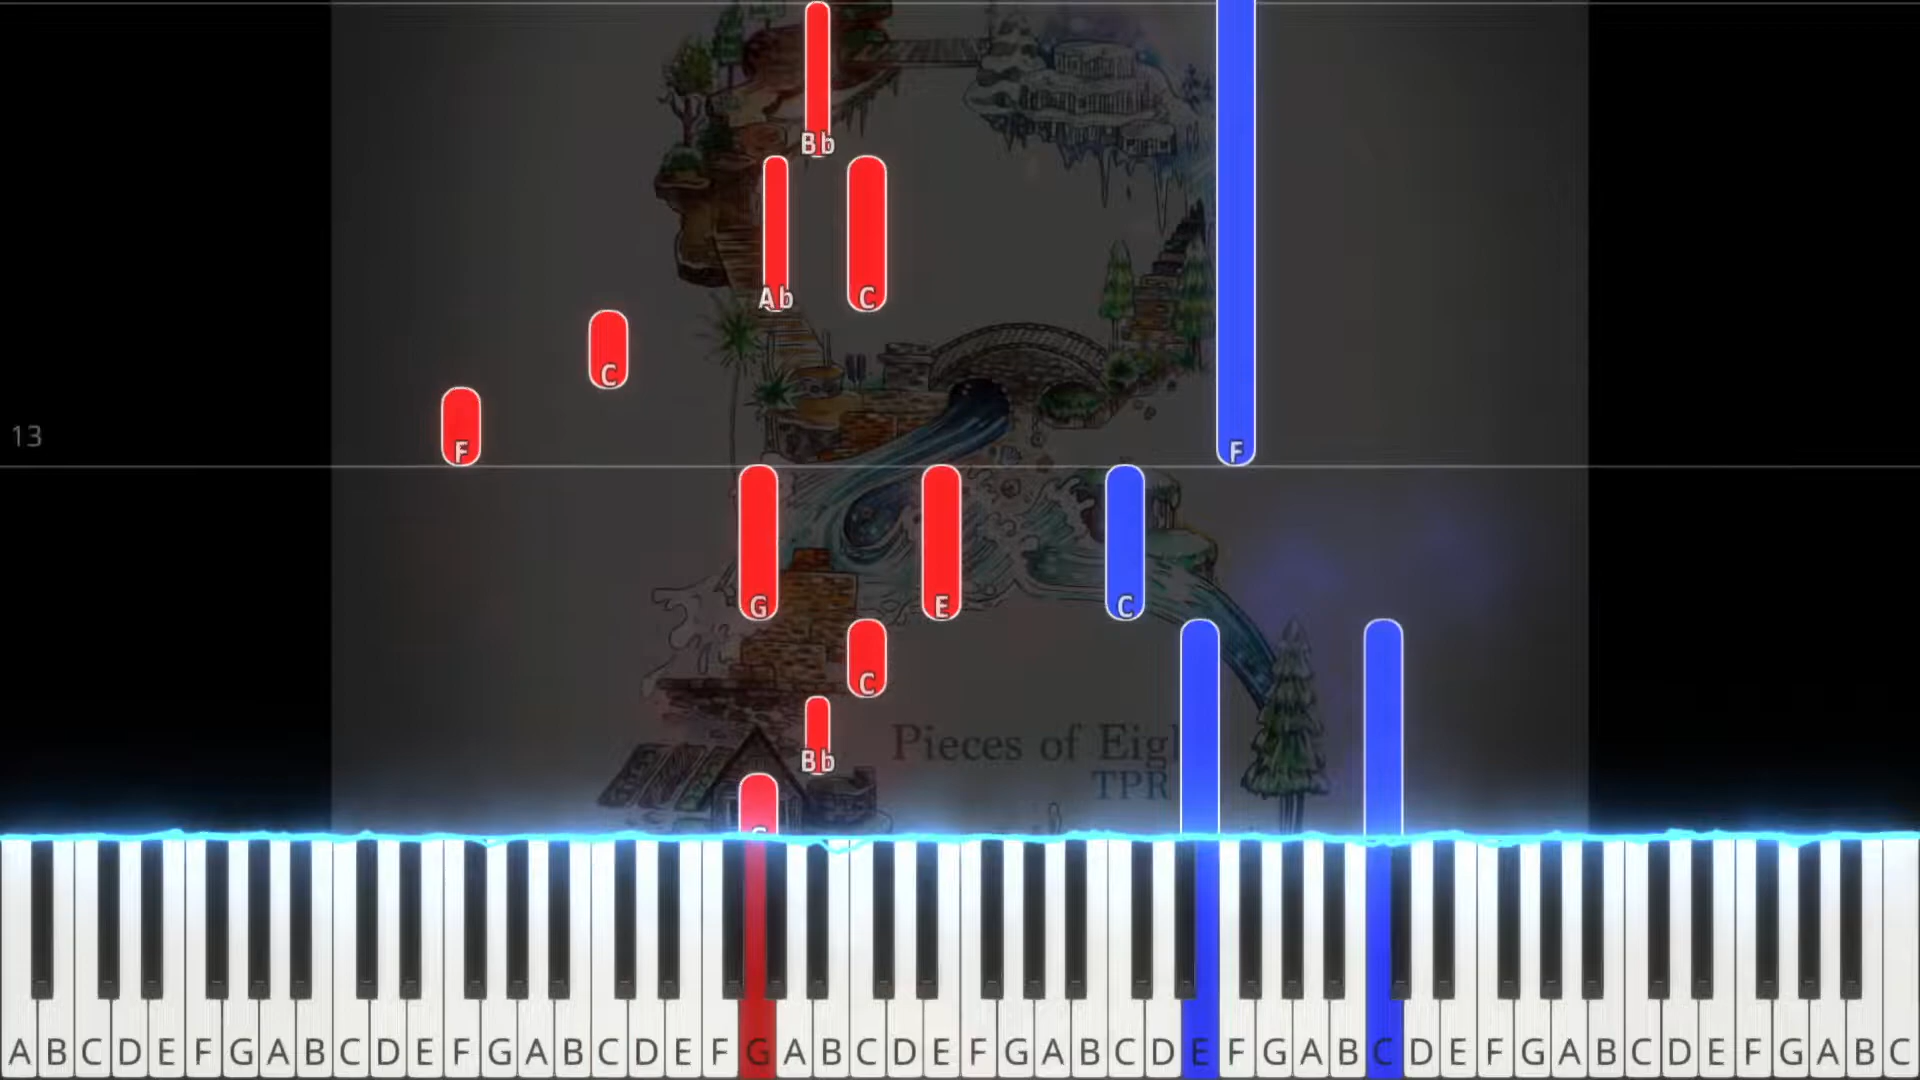 Bb
Ab C
C
F F
13
G E C
C
Pieces of Eig
Bb
TPR
G
A B C D E F G A B C D E F G A B C D E F G A B C D E F G A B C D E F G A B C D E F G A B C D E F G A B C